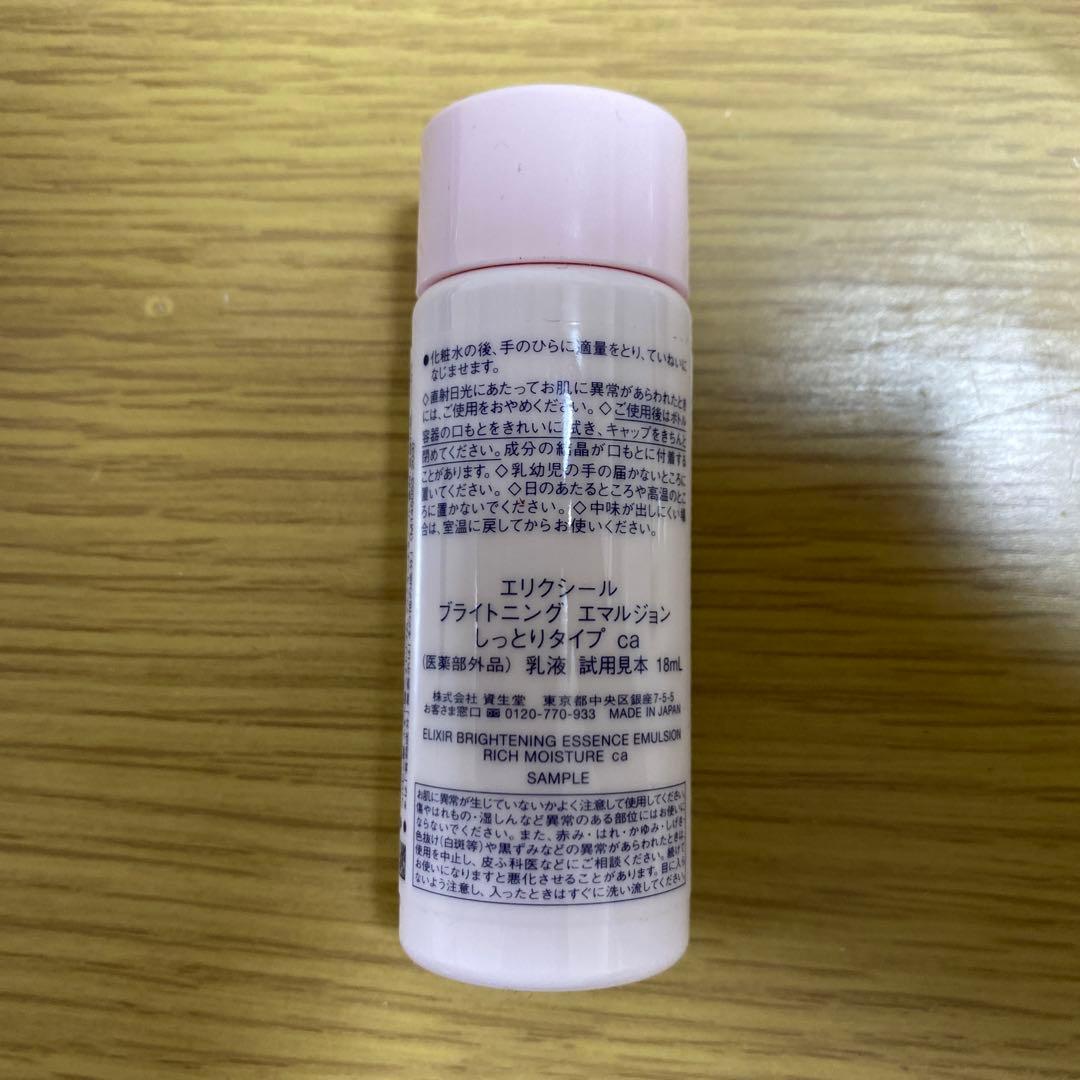 ●化粧水の後、手のひらに適量をとり、ていねいに
なじませます。
◇直射日光にあたってお肌に異常があらわれたとき
には、ご使用をおやめください。◇ご使用後はボトル
容器の口もとをきれいに拭き、キャップをきちんと
閉めてください。成分の結晶が口もとに付着する
ことがあります。◇乳幼児の手の届かないところに
置いてください。◇日のあたるところや高温のとこ
ろに置かないでください。◇中味が出しにくい場
合は、室温に戻してからお使いください。
エリクシール
ブライトニング エマルジョン
しっとりタイプ ca
(医薬部外品) 乳液 試用見本 18mL
株式会社 資生堂 東京都中央区銀座7-5-5
お客さま窓口 0120-770-933 MADE IN JAPAN
ELIXIR BRIGHTENING ESSENCE EMULSION
RICH MOISTURE ca
SAMPLE
お肌に異常が生じていないかよく注意して使用してください。
傷やはれもの・湿しんなど異常のある部位にはお使いに
ならないでください。また、赤み・はれ・かゆみ・しげき・
色抜け(白斑等)や黒ずみなどの異常があらわれたときは、
使用を中止し、皮ふ科医などにご相談ください。続けて
お使いになりますと悪化させることがあります。目に入ら
ないよう注意し、入ったときはすぐに洗い流してください。